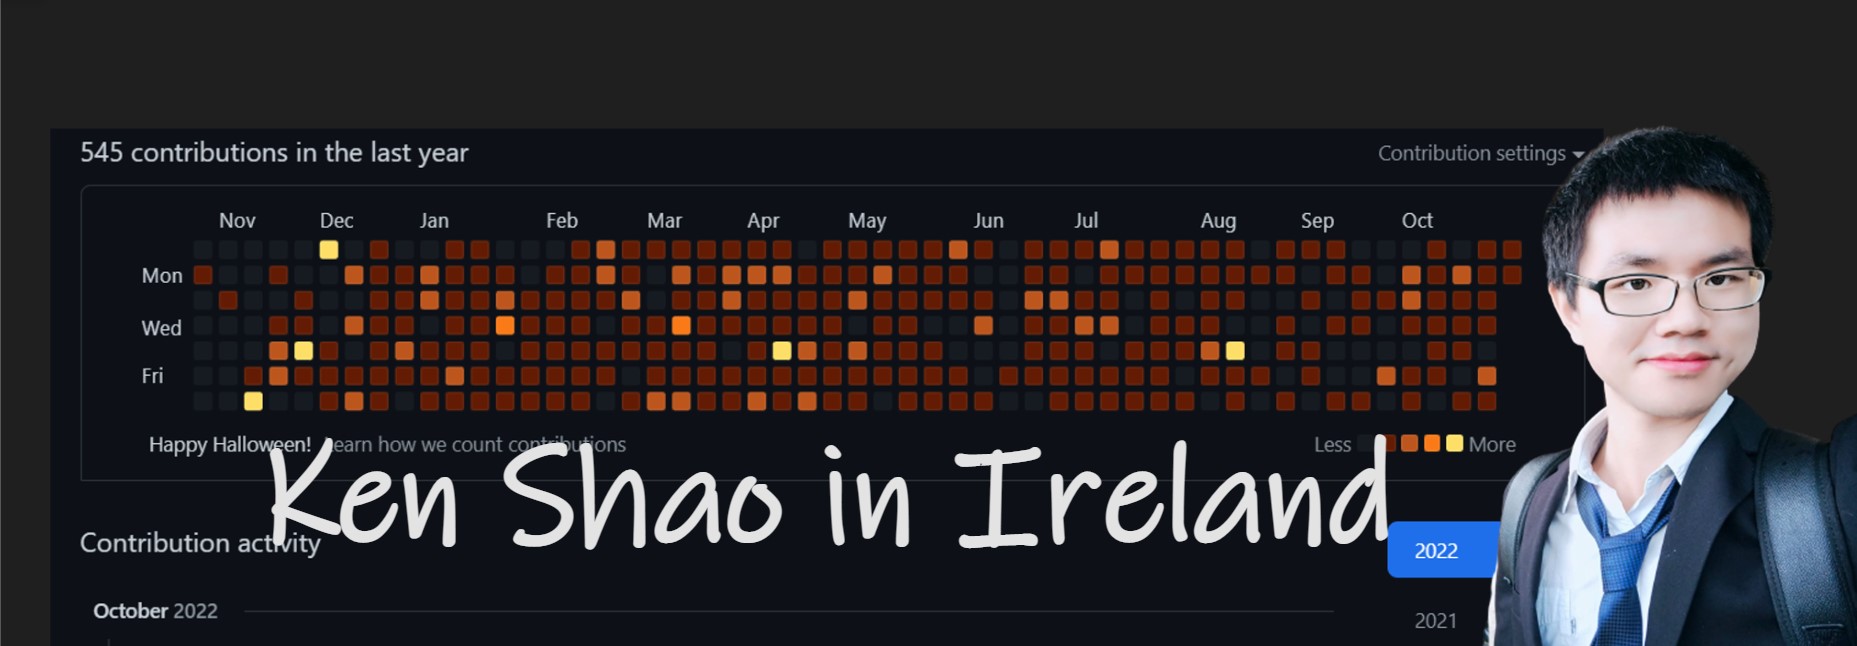 545 contributions in the last year
Contribution settings
Nov Dec Jan Feb Mar Apr May Jun Jul Aug Sep Oct
Mon
Wed
Fri
Happy Halloween! Learn how we count contributions
Less More
Ken Shao in Ireland
Contribution activity
2022
October 2022
2021